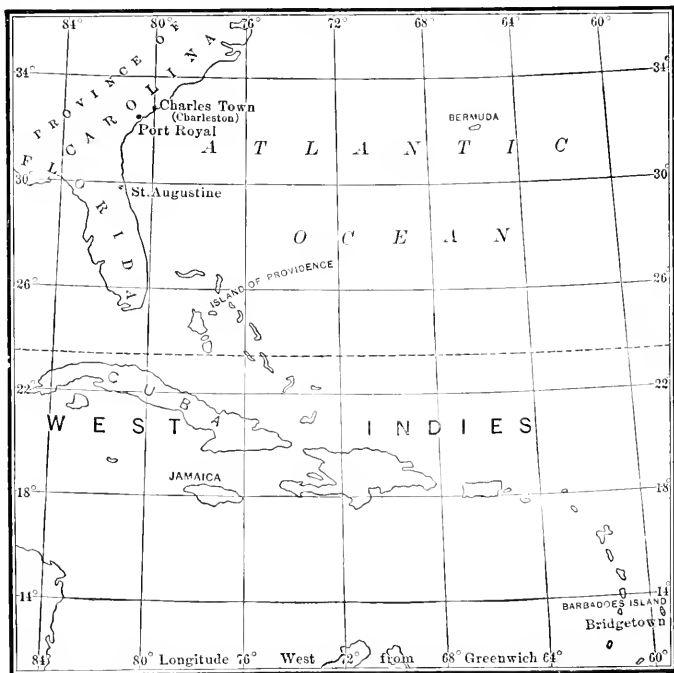 84° 80° 76° 72° 68° 64° 60°
PROVINCE OF
CAROLINA
34° 34°
Charles Town
(Charleston)
Port Royal
BERMUDA
ATLANTIC
FLORIDA
30° 30°
St. Augustine
OCEAN
ISLAND OF PROVIDENCE
26° 26°
CUBA
22° 22°
WEST INDIES
JAMAICA
18° 18°
14° 14°
BARBADOES ISLAND
Bridgetown
84° 80° Longitude 76° West 72° from 68° Greenwich 64° 60°